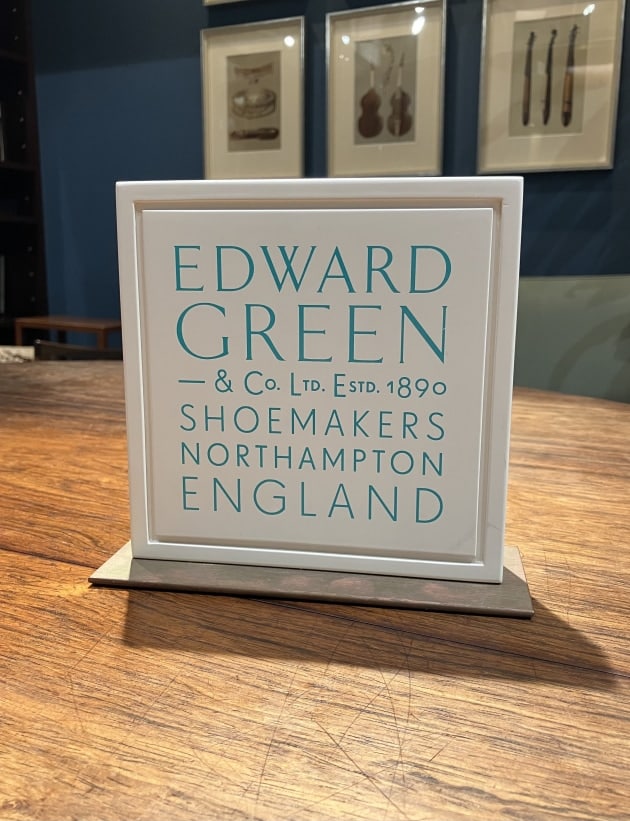 EDWARD
GREEN
— & Co. LTD. ESTD. 1890
SHOEMAKERS
NORTHAMPTON
ENGLAND